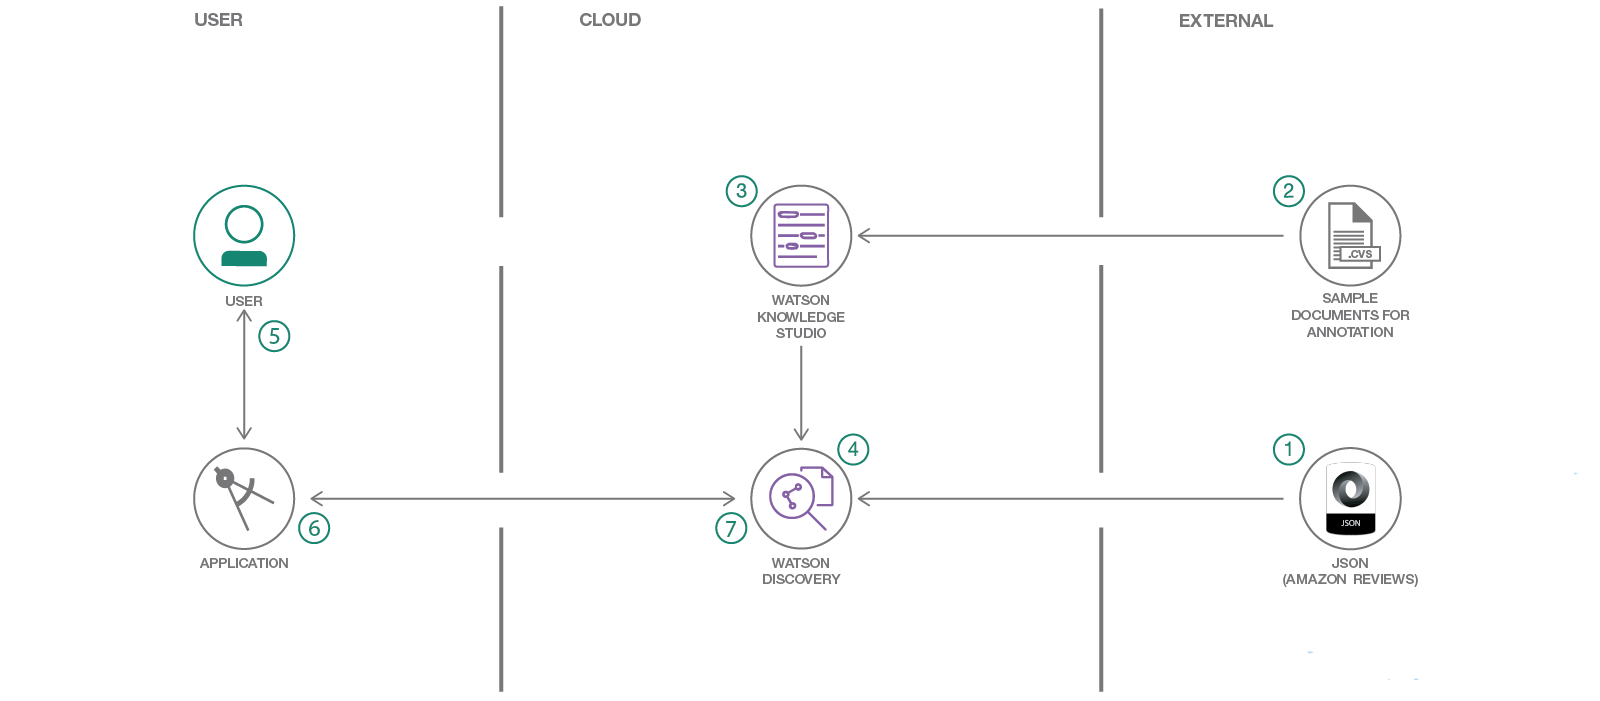 USER
CLOUD
EXTERNAL
3
2
.CVS
USER
WATSON
KNOWLEDGE
STUDIO
SAMPLE
DOCUMENTS FOR
ANNOTATION
5
4
1
JSON
6
7
APPLICATION
WATSON
DISCOVERY
JSON
(AMAZON REVIEWS)